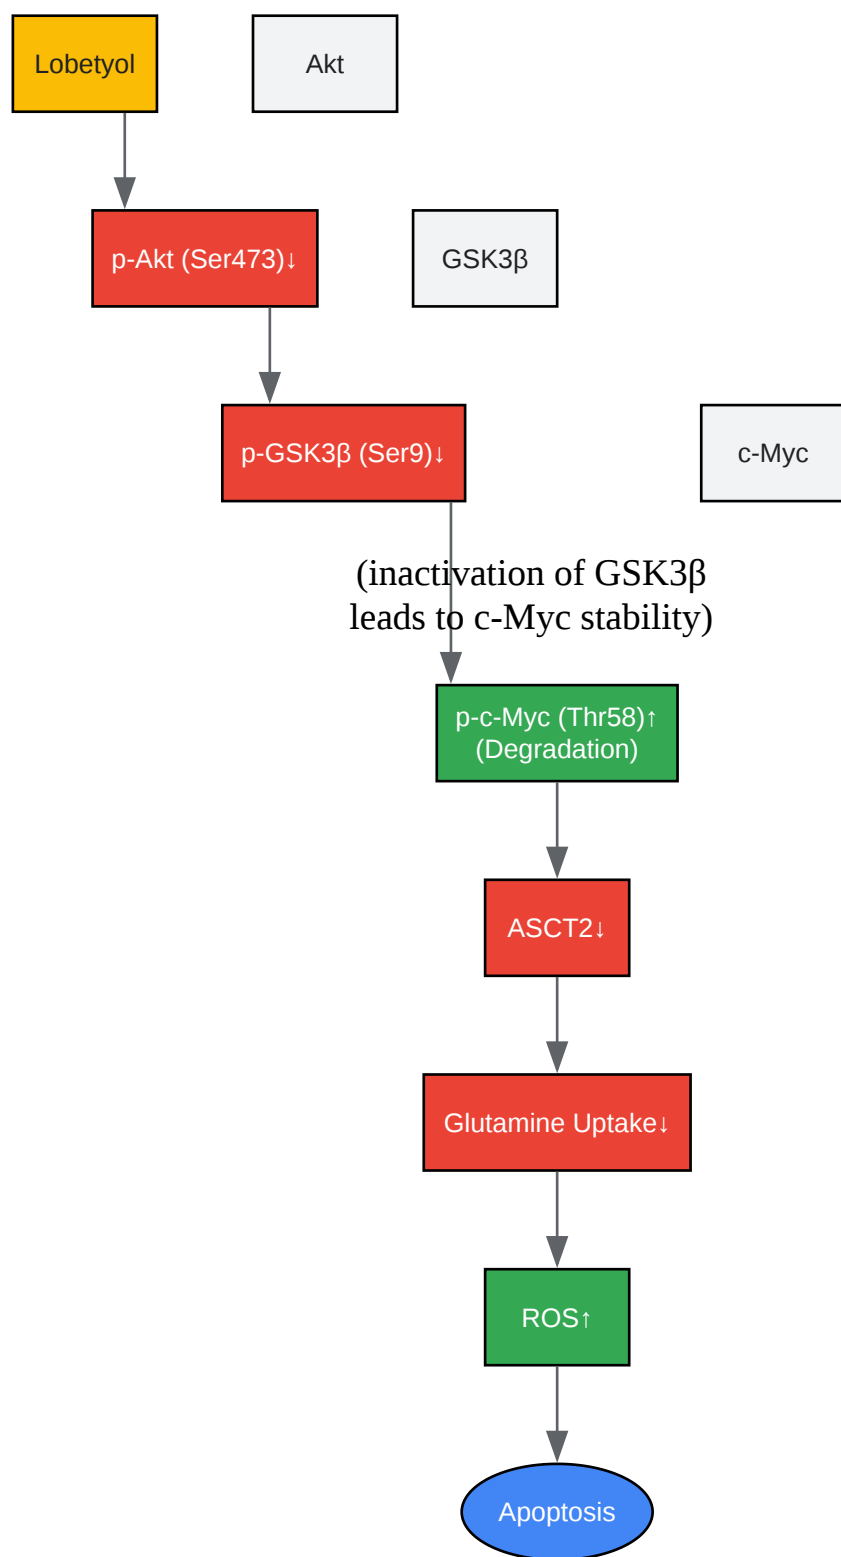 Lobetyol
Akt
p-Akt (Ser473)↓
GSK3β
p-GSK3β (Ser9)↓
c-Myc
(inactivation of GSK3β
leads to c-Myc stability)
p-c-Myc (Thr58)↑
(Degradation)
ASCT2↓
Glutamine Uptake↓
ROS↑
Apoptosis